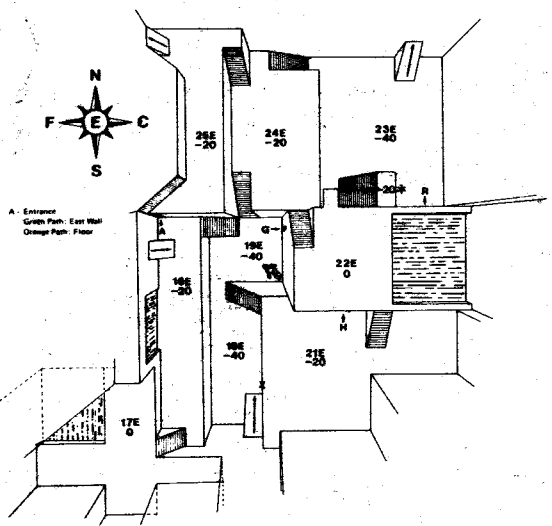 N
F E C
S
A - Entrance
Green Path: East Wall
Orange Path: Floor
25E
-20
24E
-20
23E
-40
-20*
R
A
G
19E
-40
22E
0
16E
-20
H
18E
-40
21E
-20
17E
0